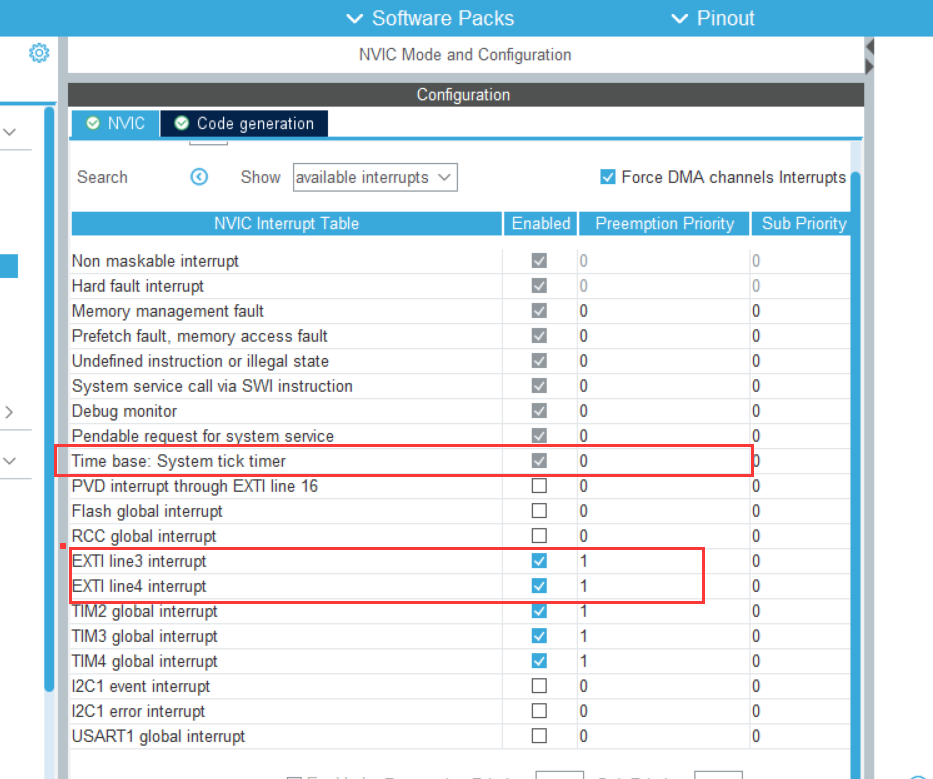 Software Packs Pinout
NVIC Mode and Configuration
Configuration
NVIC Code generation
Search Show available interrupts Force DMA channels Interrupts
NVIC Interrupt Table Enabled Preemption Priority Sub Priority
Non maskable interrupt 0 0
Hard fault interrupt 0 0
Memory management fault 0 0
Prefetch fault, memory access fault 0 0
Undefined instruction or illegal state 0 0
System service call via SWI instruction 0 0
Debug monitor 0 0
Pendable request for system service 0 0
Time base: System tick timer 0 0
PVD interrupt through EXTI line 16 0 0
Flash global interrupt 0 0
RCC global interrupt 0 0
EXTI line3 interrupt 1 0
EXTI line4 interrupt 1 0
TIM2 global interrupt 1 0
TIM3 global interrupt 1 0
TIM4 global interrupt 1 0
I2C1 event interrupt 0 0
I2C1 error interrupt 0 0
USART1 global interrupt 0 0